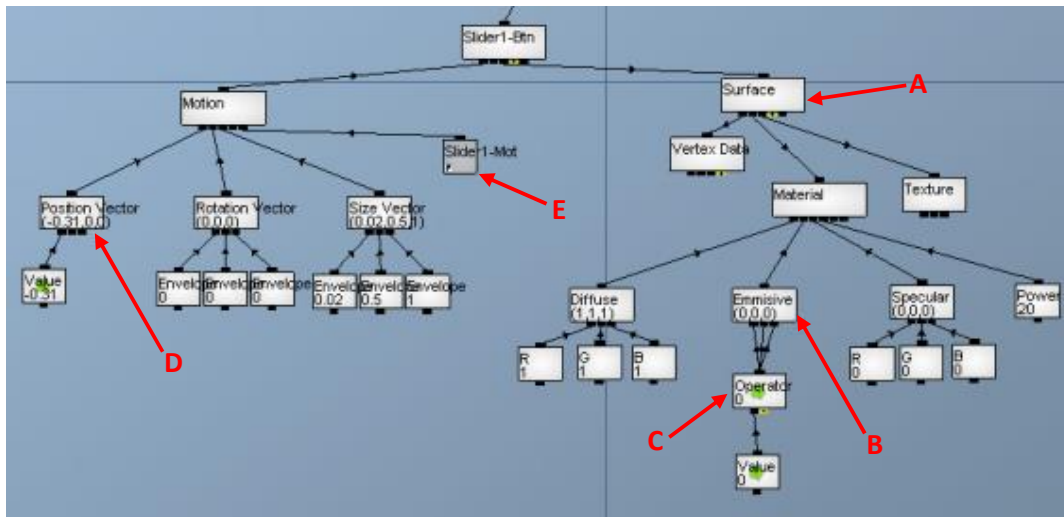 Slider1-Btn
Motion
Surface
A
Slider1-Mot
Vertex Data
E
Material
Texture
Position Vector
(-0.31,0,0)
Rotation Vector
(0,0,0)
Size Vector
(0.02,0.5,1)
D
Value
-0.31
Envelope
0
Envelope
0
Envelope
0
Envelope
0.02
Envelope
0.5
Envelope
1
Diffuse
(1,1,1)
Emmisive
(0,0,0)
Specular
(0,0,0)
Power
20
R
1
G
1
B
1
Operator
0
R
0
G
0
B
0
C
B
Value
0